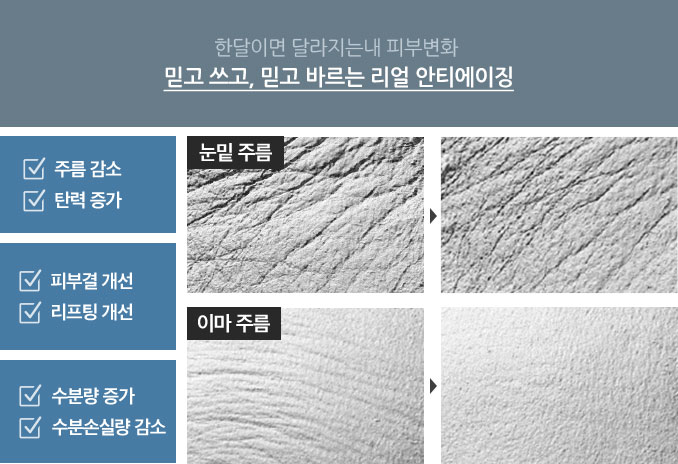 한달이면 달라지는내 피부변화
믿고 쓰고, 믿고 바르는 리얼 안티에이징
주름 감소
탄력 증가
피부결 개선
리프팅 개선
수분량 증가
수분손실량 감소
눈밑 주름
이마 주름